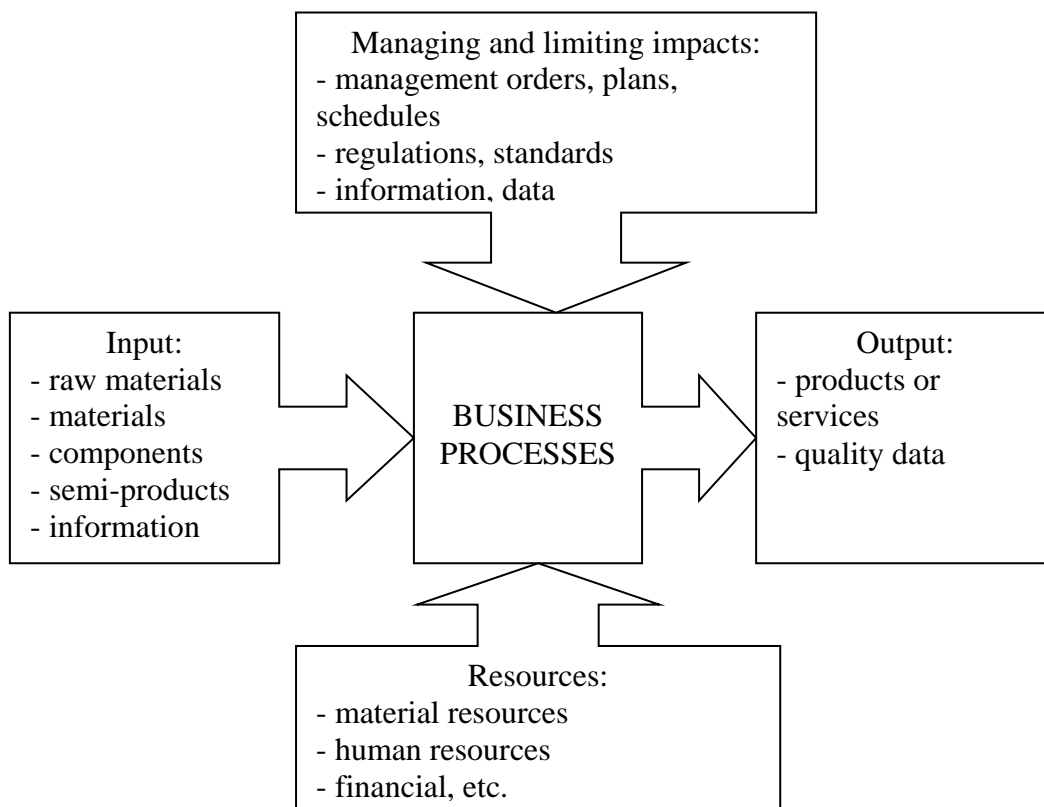 Managing and limiting impacts:
- management orders, plans,
schedules
- regulations, standards
- information, data
Input:
- raw materials
- materials
- components
- semi-products
- information
BUSINESS
PROCESSES
Output:
- products or
services
- quality data
Resources:
- material resources
- human resources
- financial, etc.